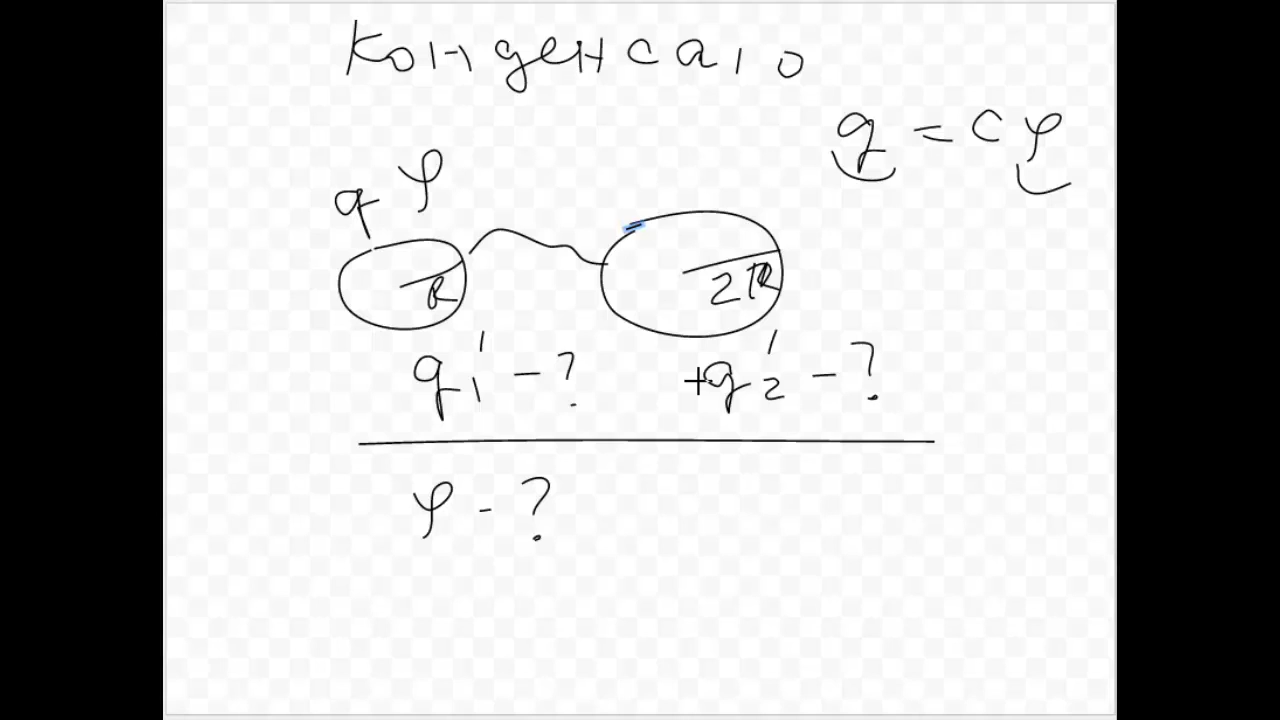 Конденсато
q = cφ
q φ
R 2R
q₁' - ? +q₂' - ?
φ - ?